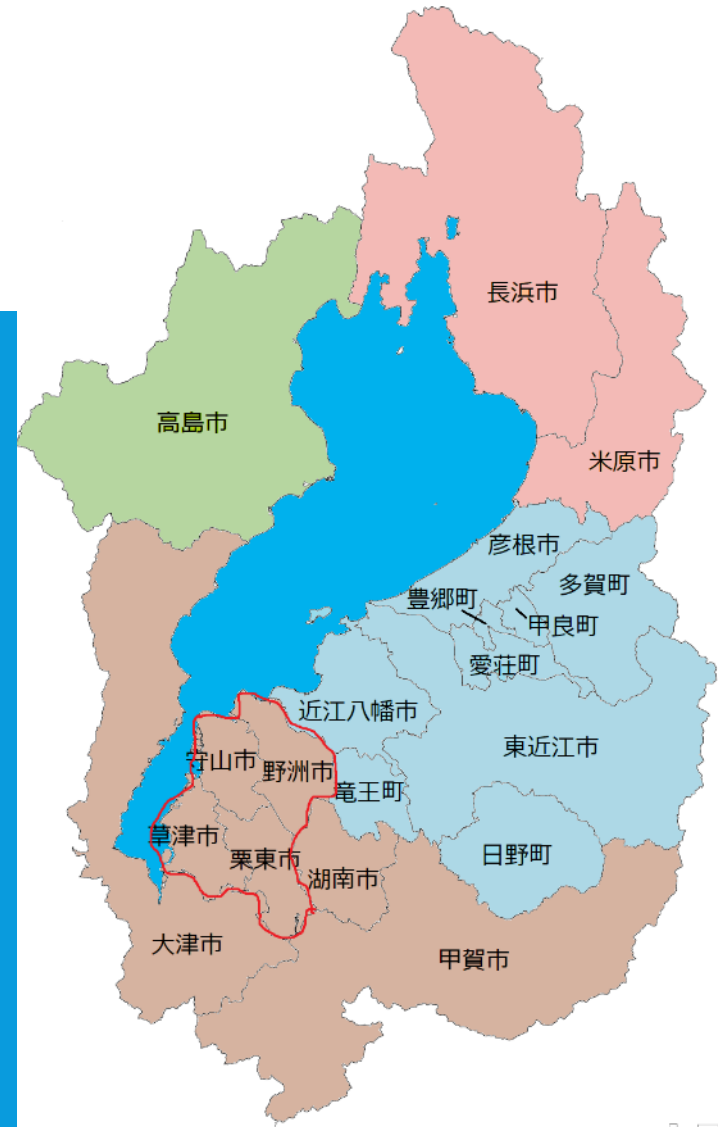 長浜市
高島市
米原市
彦根市
多賀町
豊郷町
甲良町
愛荘町
近江八幡市
東近江市
守山市
野洲市
竜王町
草津市
栗東市
日野町
湖南市
大津市
甲賀市